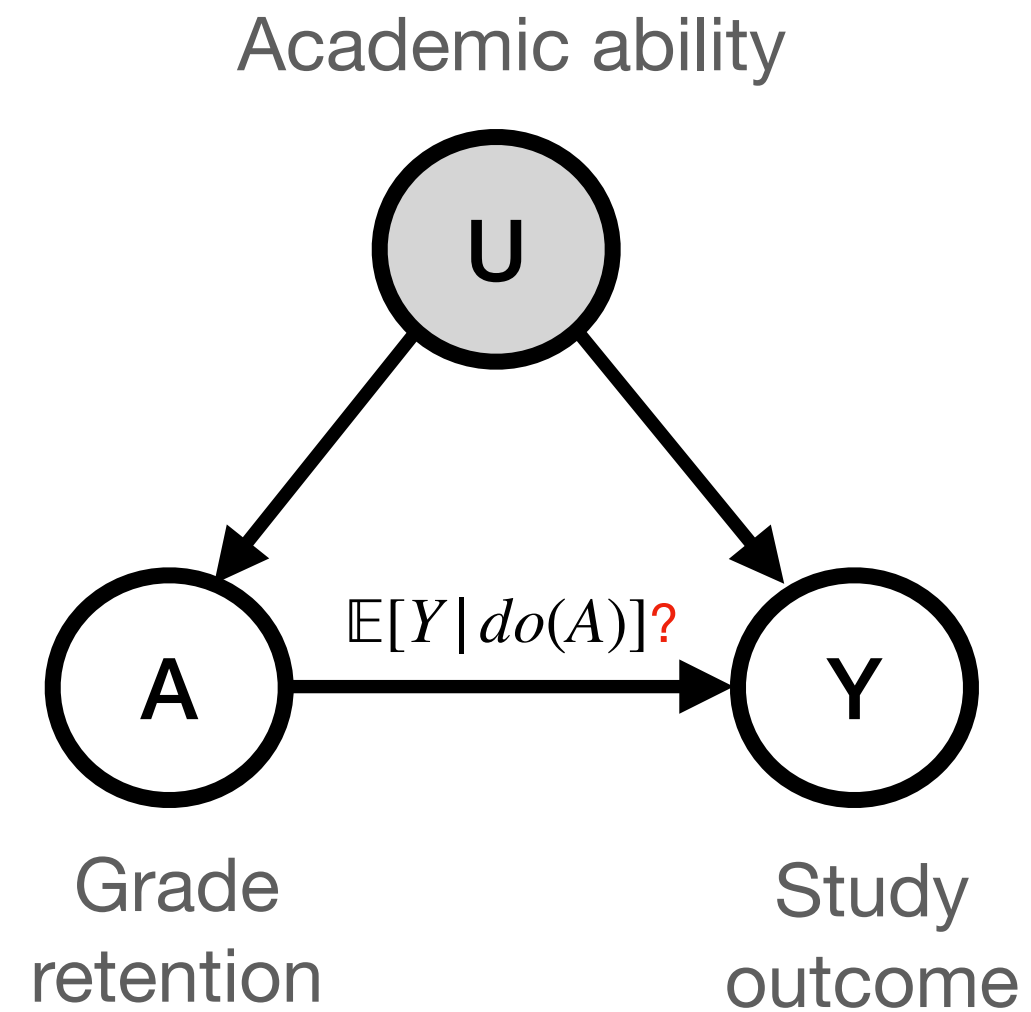 Academic ability
U
𝔼[Y|do(A)]?
A
Y
Grade
retention
Study
outcome